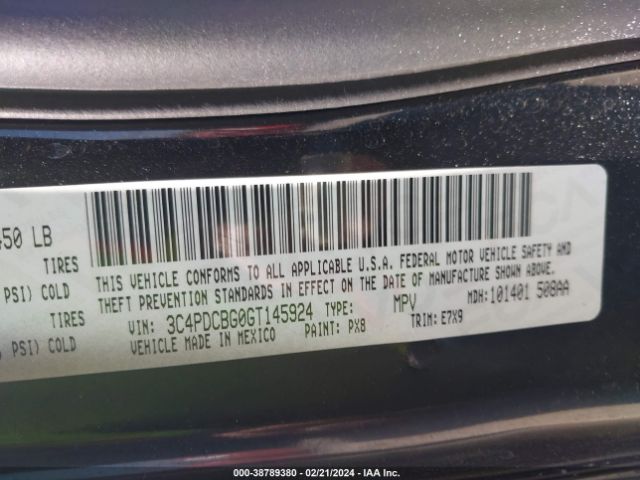 450 LB
TIRES
PSI) COLD
TIRES
PSI) COLD
THIS VEHICLE CONFORMS TO ALL APPLICABLE U.S.A. FEDERAL MOTOR VEHICLE SAFETY AND
THEFT PREVENTION STANDARDS IN EFFECT ON THE DATE OF MANUFACTURE SHOWN ABOVE.
VIN: 3C4PDCBG0GT145924 TYPE: MPV MDH: 101401 508AA
VEHICLE MADE IN MEXICO PAINT: PX8 TRIM: E7X9
000-38789380 - 02/21/2024 - IAA Inc.